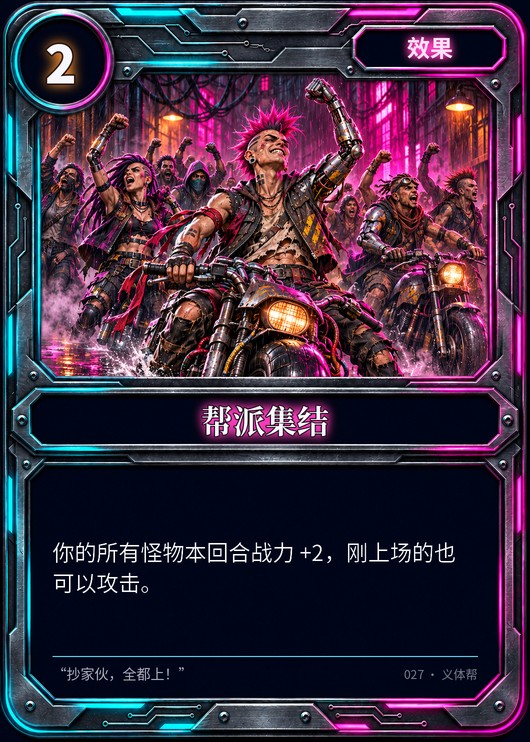 2
效果
帮派集结
你的所有怪物本回合战力 +2，刚上场的也
可以攻击。
“抄家伙，全都上！”
027 · 义体帮